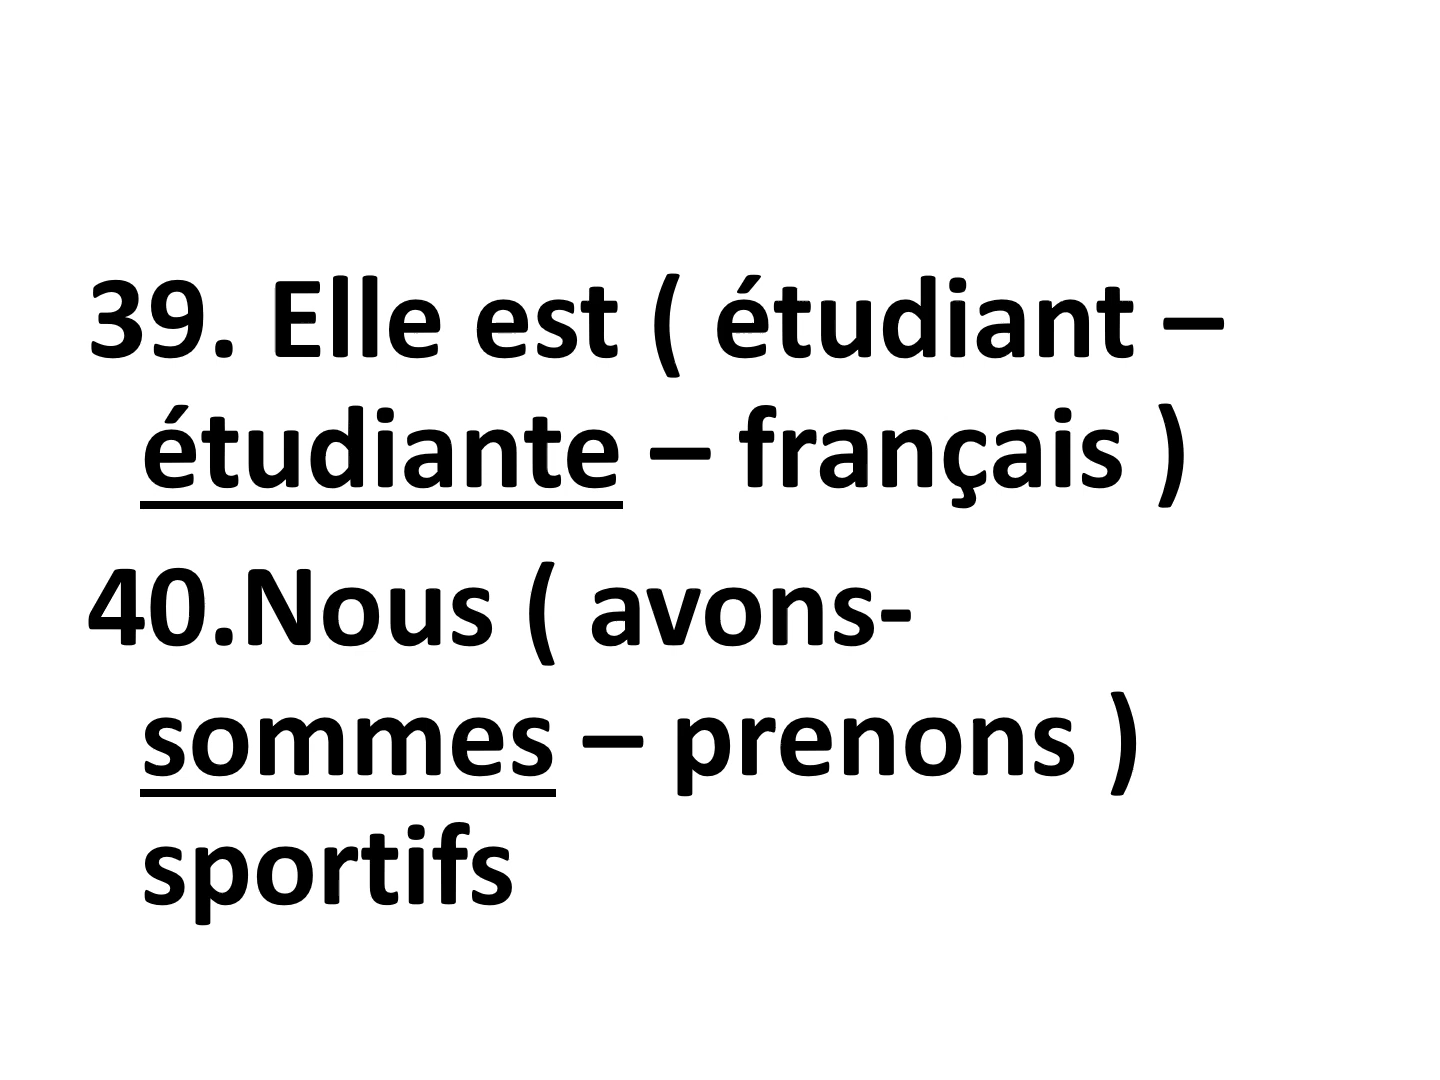 39. Elle est ( étudiant –
étudiante – français )
40.Nous ( avons-
sommes – prenons )
sportifs